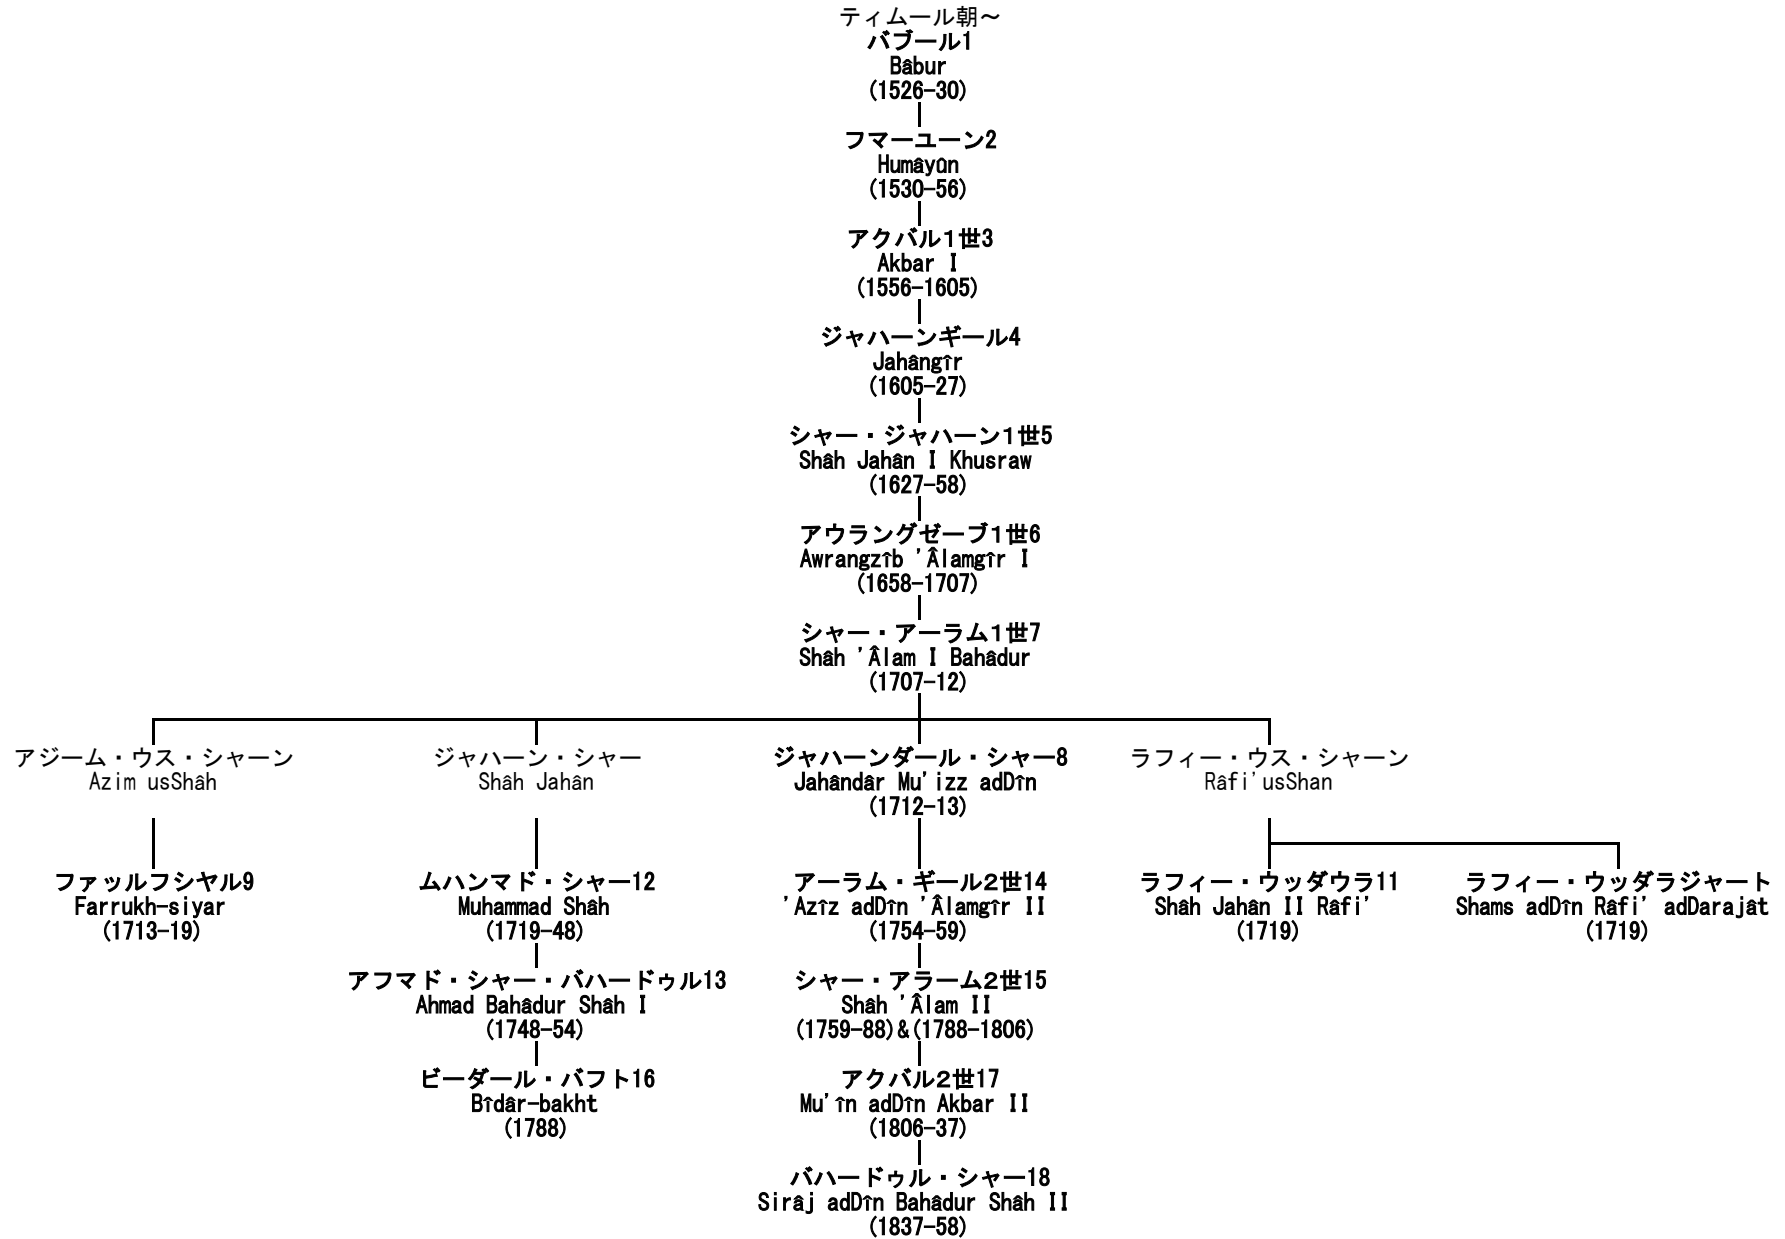 ティムール朝～
バブール1
Bâbur
(1526-30)
フマーユーン2
Humâyûn
(1530-56)
アクバル１世3
Akbar I
(1556-1605)
ジャハーンギール4
Jahângîr
(1605-27)
シャー・ジャハーン１世5
Shâh Jahân I Khusraw
(1627-58)
アウラングゼーブ１世6
Awrangzîb 'Âlamgîr I
(1658-1707)
シャー・アーラム１世7
Shâh 'Âlam I Bahâdur
(1707-12)
アジーム・ウス・シャーン
Azim usShâh
ジャハーン・シャー
Shâh Jahân
ジャハーンダール・シャー8
Jahândâr Mu'izz adDîn
(1712-13)
ラフィー・ウス・シャーン
Râfi'usShan
ファッルフシヤル9
Farrukh-siyar
(1713-19)
ムハンマド・シャー12
Muhammad Shâh
(1719-48)
アーラム・ギール２世14
'Azîz adDîn 'Âlamgîr II
(1754-59)
ラフィー・ウッダウラ11
Shâh Jahân II Râfi'
(1719)
ラフィー・ウッダラジャート
Shams adDîn Râfi' adDarajât
(1719)
アフマド・シャー・バハードゥル13
Ahmad Bahâdur Shâh I
(1748-54)
シャー・アラーム２世15
Shâh 'Âlam II
(1759-88)&(1788-1806)
ビーダール・バフト16
Bîdâr-bakht
(1788)
アクバル２世17
Mu'în adDîn Akbar II
(1806-37)
バハードゥル・シャー18
Sirâj adDîn Bahâdur Shâh II
(1837-58)